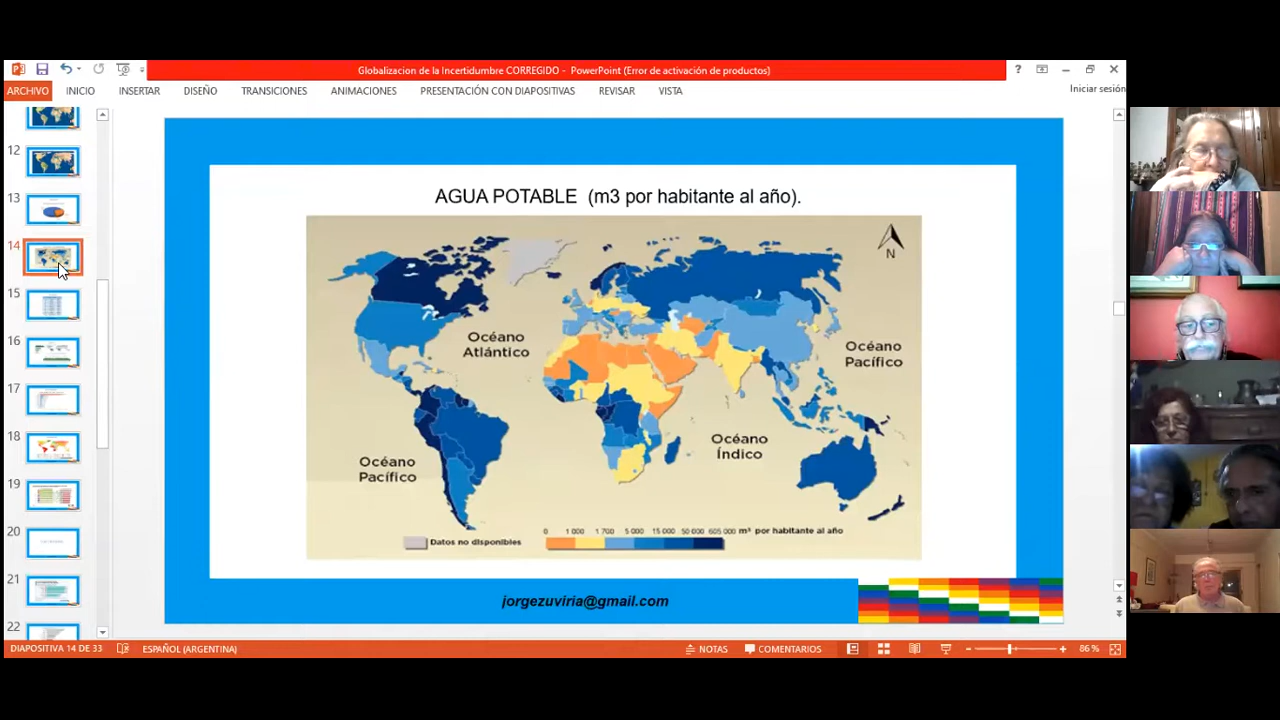 Globalizacion de la Incertidumbre CORREGIDO - PowerPoint (Error de activación de productos)
ARCHIVO INICIO INSERTAR DISEÑO TRANSICIONES ANIMACIONES PRESENTACIÓN CON DIAPOSITIVAS REVISAR VISTA
Iniciar sesión
12
13
14
15
16
17
18
19
20
21
22
AGUA POTABLE (m3 por habitante al año).
N
Océano
Atlántico
Océano
Pacífico
Océano
Índico
Océano
Pacífico
0 1 000 1 700 5 000 15 000 50 000 605 000 m³ por habitante al año
Datos no disponibles
jorgezuviria@gmail.com
DIAPOSITIVA 14 DE 33 ESPAÑOL (ARGENTINA) NOTAS COMENTARIOS 86 %